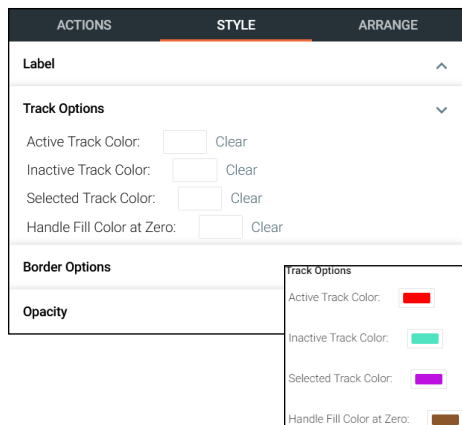 ACTIONS STYLE ARRANGE
Label
Track Options
Active Track Color: Clear
Inactive Track Color: Clear
Selected Track Color: Clear
Handle Fill Color at Zero: Clear
Border Options
Opacity
Track Options
Active Track Color:
Inactive Track Color:
Selected Track Color:
Handle Fill Color at Zero: